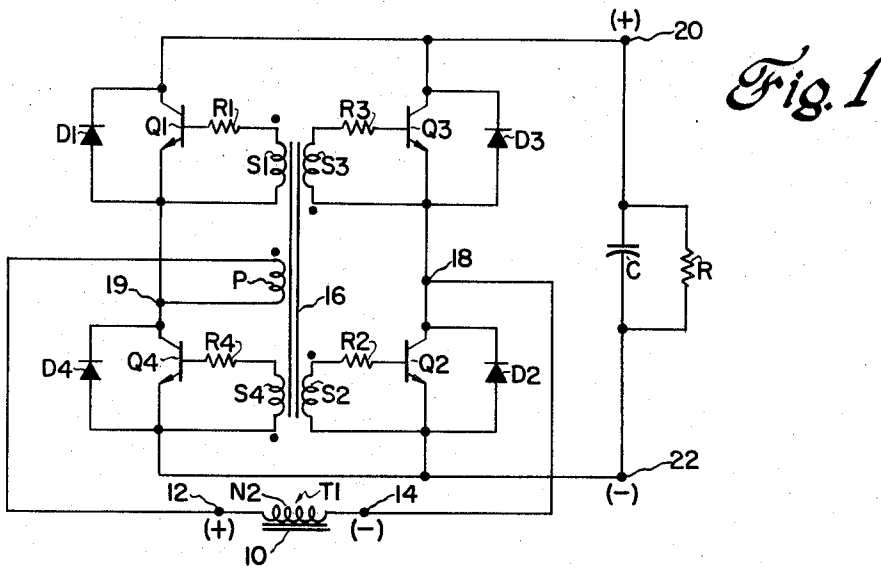 (+)
20
Fig. 1
D1
Q1
R1
S1
R3
S3
Q3
D3
19
P
16
18
C
R
D4
Q4
R4
S4
R2
S2
Q2
D2
22
(-)
12
(+)
N2
T1
14
(-)
10